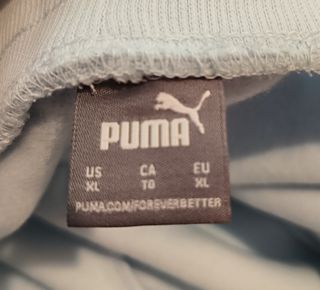 PUMA
US CA EU
XL TG XL
PUMA.COM/FOREVERBETTER